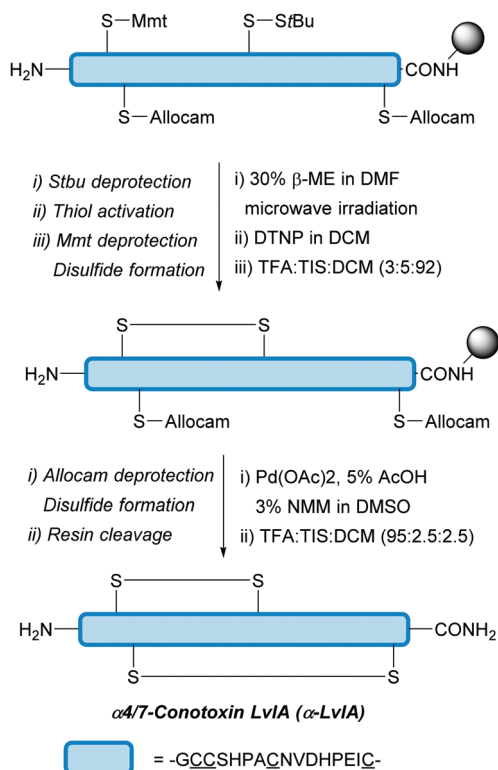 S—Mmt
S—StBu
H₂N
CONH
S—Allocam
S—Allocam
i) Stbu deprotection
ii) Thiol activation
iii) Mmt deprotection
Disulfide formation
i) 30% β-ME in DMF
microwave irradiation
ii) DTNP in DCM
iii) TFA:TIS:DCM (3:5:92)
S
S
H₂N
CONH
S—Allocam
S—Allocam
i) Allocam deprotection
Disulfide formation
ii) Resin cleavage
i) Pd(OAc)2, 5% AcOH
3% NMM in DMSO
ii) TFA:TIS:DCM (95:2.5:2.5)
S
S
H₂N
CONH₂
S
S
α4/7-Conotoxin LvIA (α-LvIA)
= -GCCSHPACNVDHPEIC-